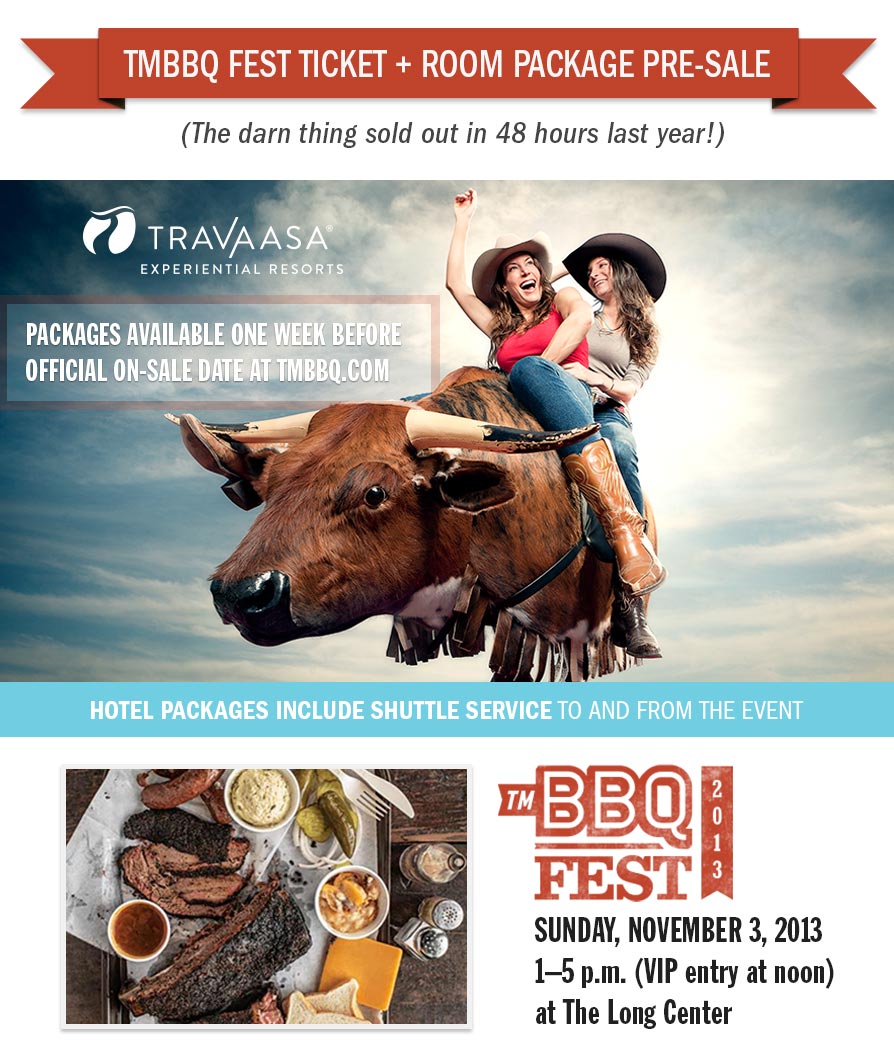 TMBBQ FEST TICKET + ROOM PACKAGE PRE-SALE
(The darn thing sold out in 48 hours last year!)
TRAVAASA®
EXPERIENTIAL RESORTS
PACKAGES AVAILABLE ONE WEEK BEFORE
OFFICIAL ON-SALE DATE AT TMBBQ.COM
HOTEL PACKAGES INCLUDE SHUTTLE SERVICE TO AND FROM THE EVENT
TM BBQ
FEST
2013
SUNDAY, NOVEMBER 3, 2013
1–5 p.m. (VIP entry at noon)
at The Long Center